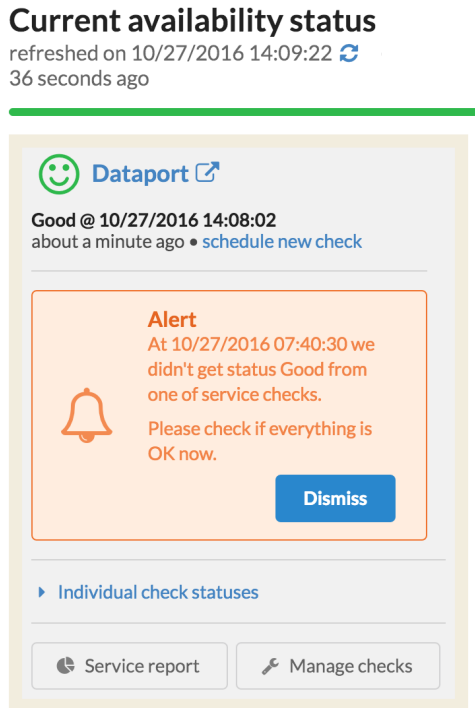 Current availability status
refreshed on 10/27/2016 14:09:22
36 seconds ago
Dataport
Good @ 10/27/2016 14:08:02
about a minute ago • schedule new check
Alert
At 10/27/2016 07:40:30 we
didn't get status Good from
one of service checks.
Please check if everything is
OK now.
Dismiss
Individual check statuses
Service report
Manage checks